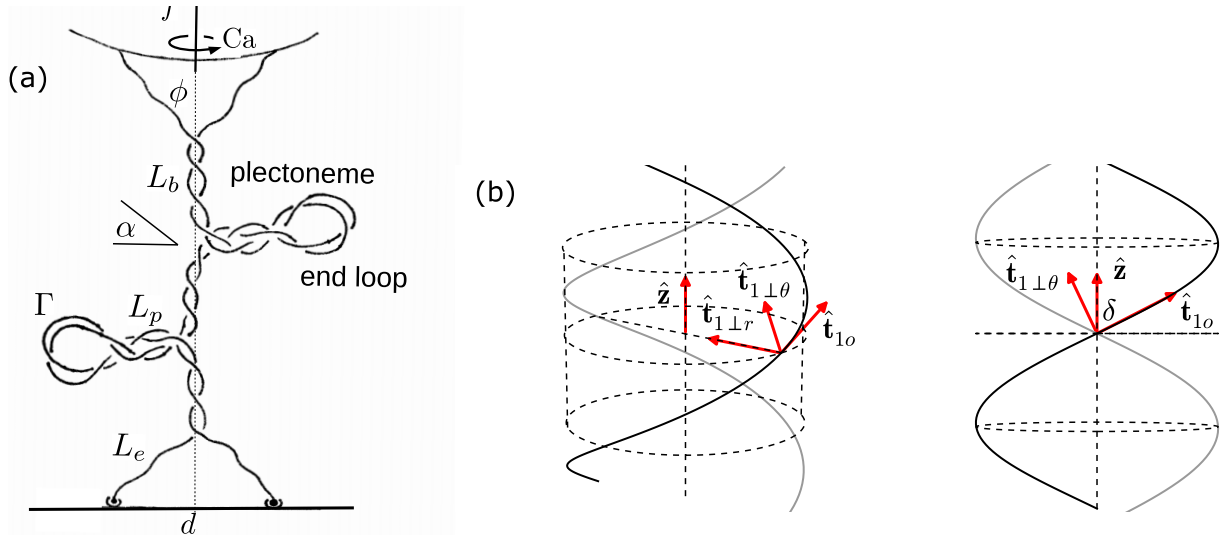 f
Ca
(a)
ϕ
L_b
plectoneme
α
end loop
Γ
L_p
L_e
d
(b)
ẑ
t̂_{1⊥r}
t̂_{1⊥θ}
t̂_{1o}
t̂_{1⊥θ}
ẑ
δ
t̂_{1o}